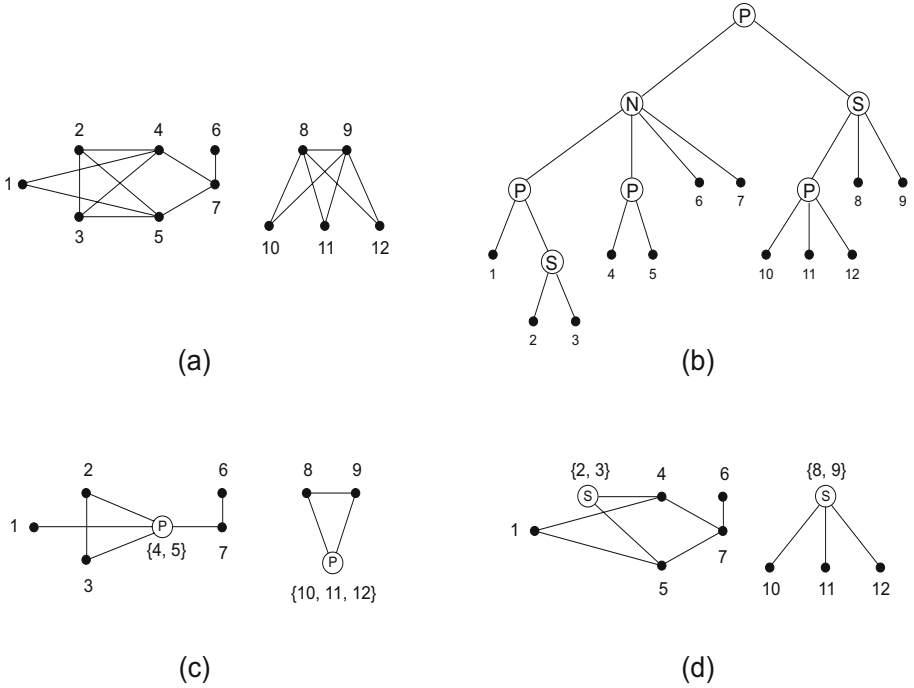 2 4 6 8 9
1
3 5 7
10 11 12
(a)
P
N S
P P P
6 7 8 9
1 S 4 5 10 11 12
2 3
(b)
2 6 8 9
1 P
{4, 5} 7
3 P
{10, 11, 12}
(c)
{2, 3} 4 6 {8, 9}
S S
1
5 7 10 11 12
(d)